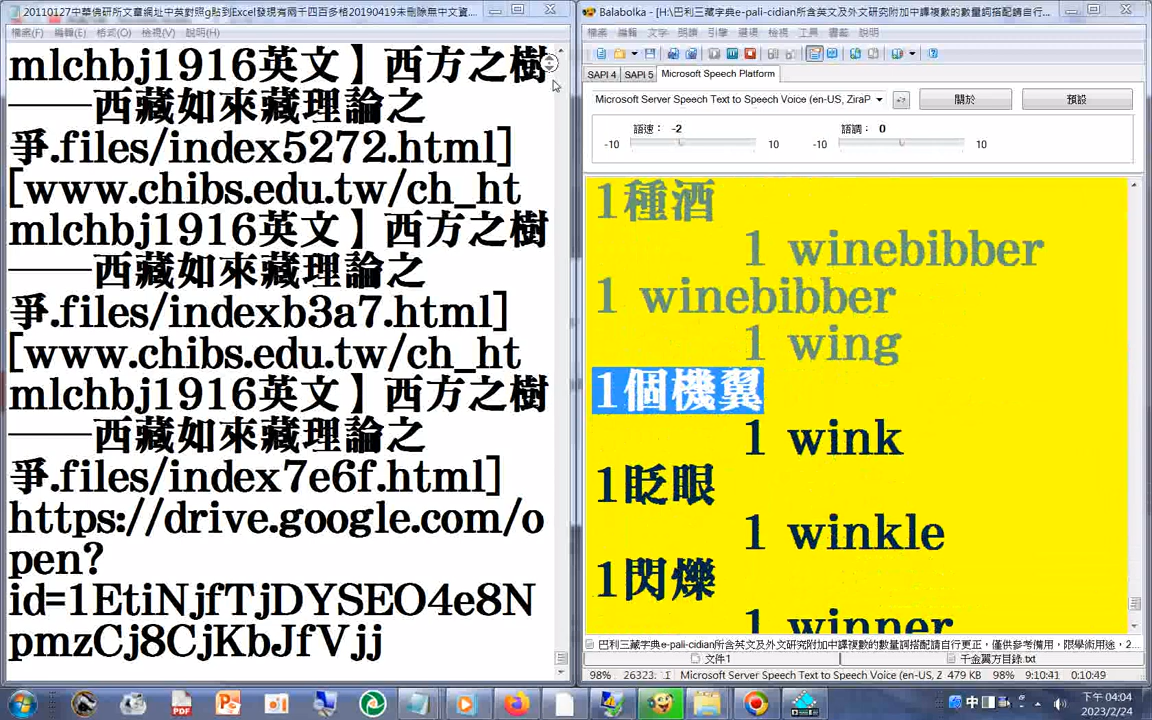 20110127中華佛研所文章網址中英對照g貼到Excel發現有兩千四百多格20190419未刪除無中文資...
檔案(F) 編輯(E) 格式(O) 檢視(V) 說明(H)
mlchbj1916英文】西方之樹
——西藏如來藏理論之
爭.files/index5272.html]
[www.chibs.edu.tw/ch_ht
mlchbj1916英文】西方之樹
——西藏如來藏理論之
爭.files/indexb3a7.html]
[www.chibs.edu.tw/ch_ht
mlchbj1916英文】西方之樹
——西藏如來藏理論之
爭.files/index7e6f.html]
https://drive.google.com/o
pen?
id=1EtiNjfTjDYSEO4e8N
pmzCj8CjKbJfVjj
Balabolka - [H:\巴利三藏字典e-pali-cidian所含英文及外文研究附加中譯複數的數量詞搭配請自行更正,僅供參...
檔案 編輯 文字 朗讀 引擎 選項 檢視 書籤 說明
SAPI 4 SAPI 5 Microsoft Speech Platform
Microsoft Server Speech Text to Speech Voice (en-US, ZiraP 關於 預設
語速: -2 語調: 0
-10 10 -10 10
1種酒
1 winebibber
1 winebibber
1 wing
1個機翼
1 wink
1眨眼
1 winkle
1閃爍
1 winner
巴利三藏字典e-pali-cidian所含英文及外文研究附加中譯複數的數量詞搭配請自行更正,僅供參考備用,限學術用途,2...
文件1 千金翼方目錄.txt
98% 26323: Microsoft Speech Platform - Microsoft Server Speech Text to Speech Voice (en-US, Z 479 KB 98% 9:10:41 0:10:49
中
下午 04:04
2023/2/24